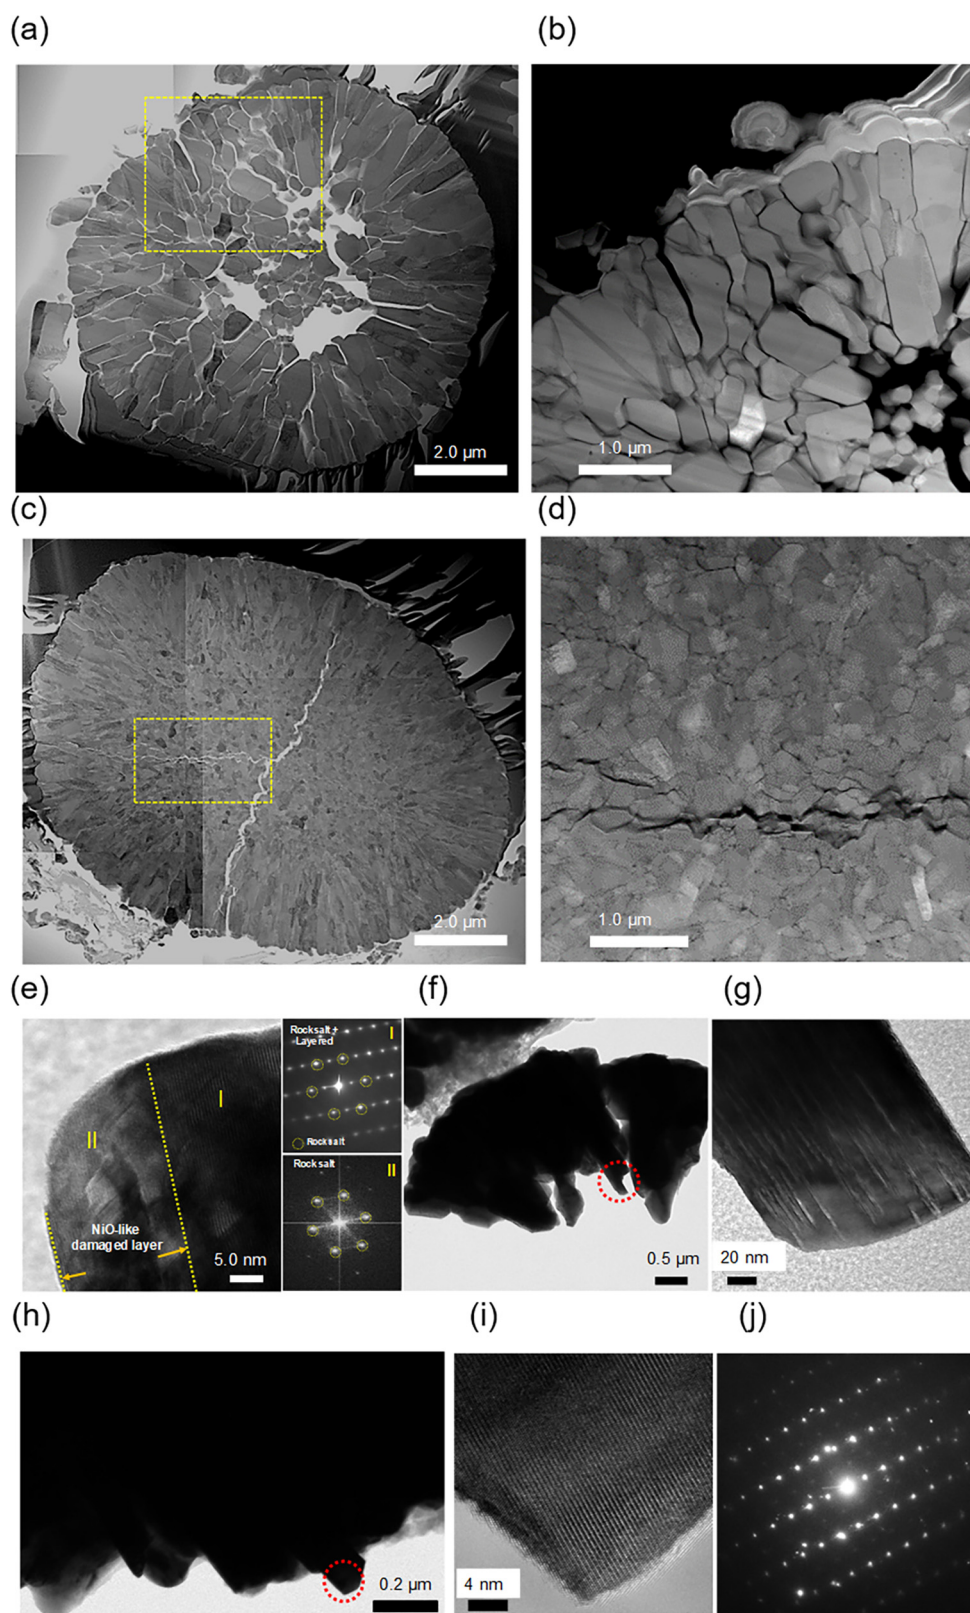 (a)
(b)
2.0 µm
1.0 µm
(c)
(d)
2.0 µm
1.0 µm
(e)
(f)
(g)
II
I
NiO-like
damaged layer
5.0 nm
Rocksalt +
Layered
I
Rocksalt
Rocksalt
II
0.5 µm
20 nm
(h)
(i)
(j)
0.2 µm
4 nm